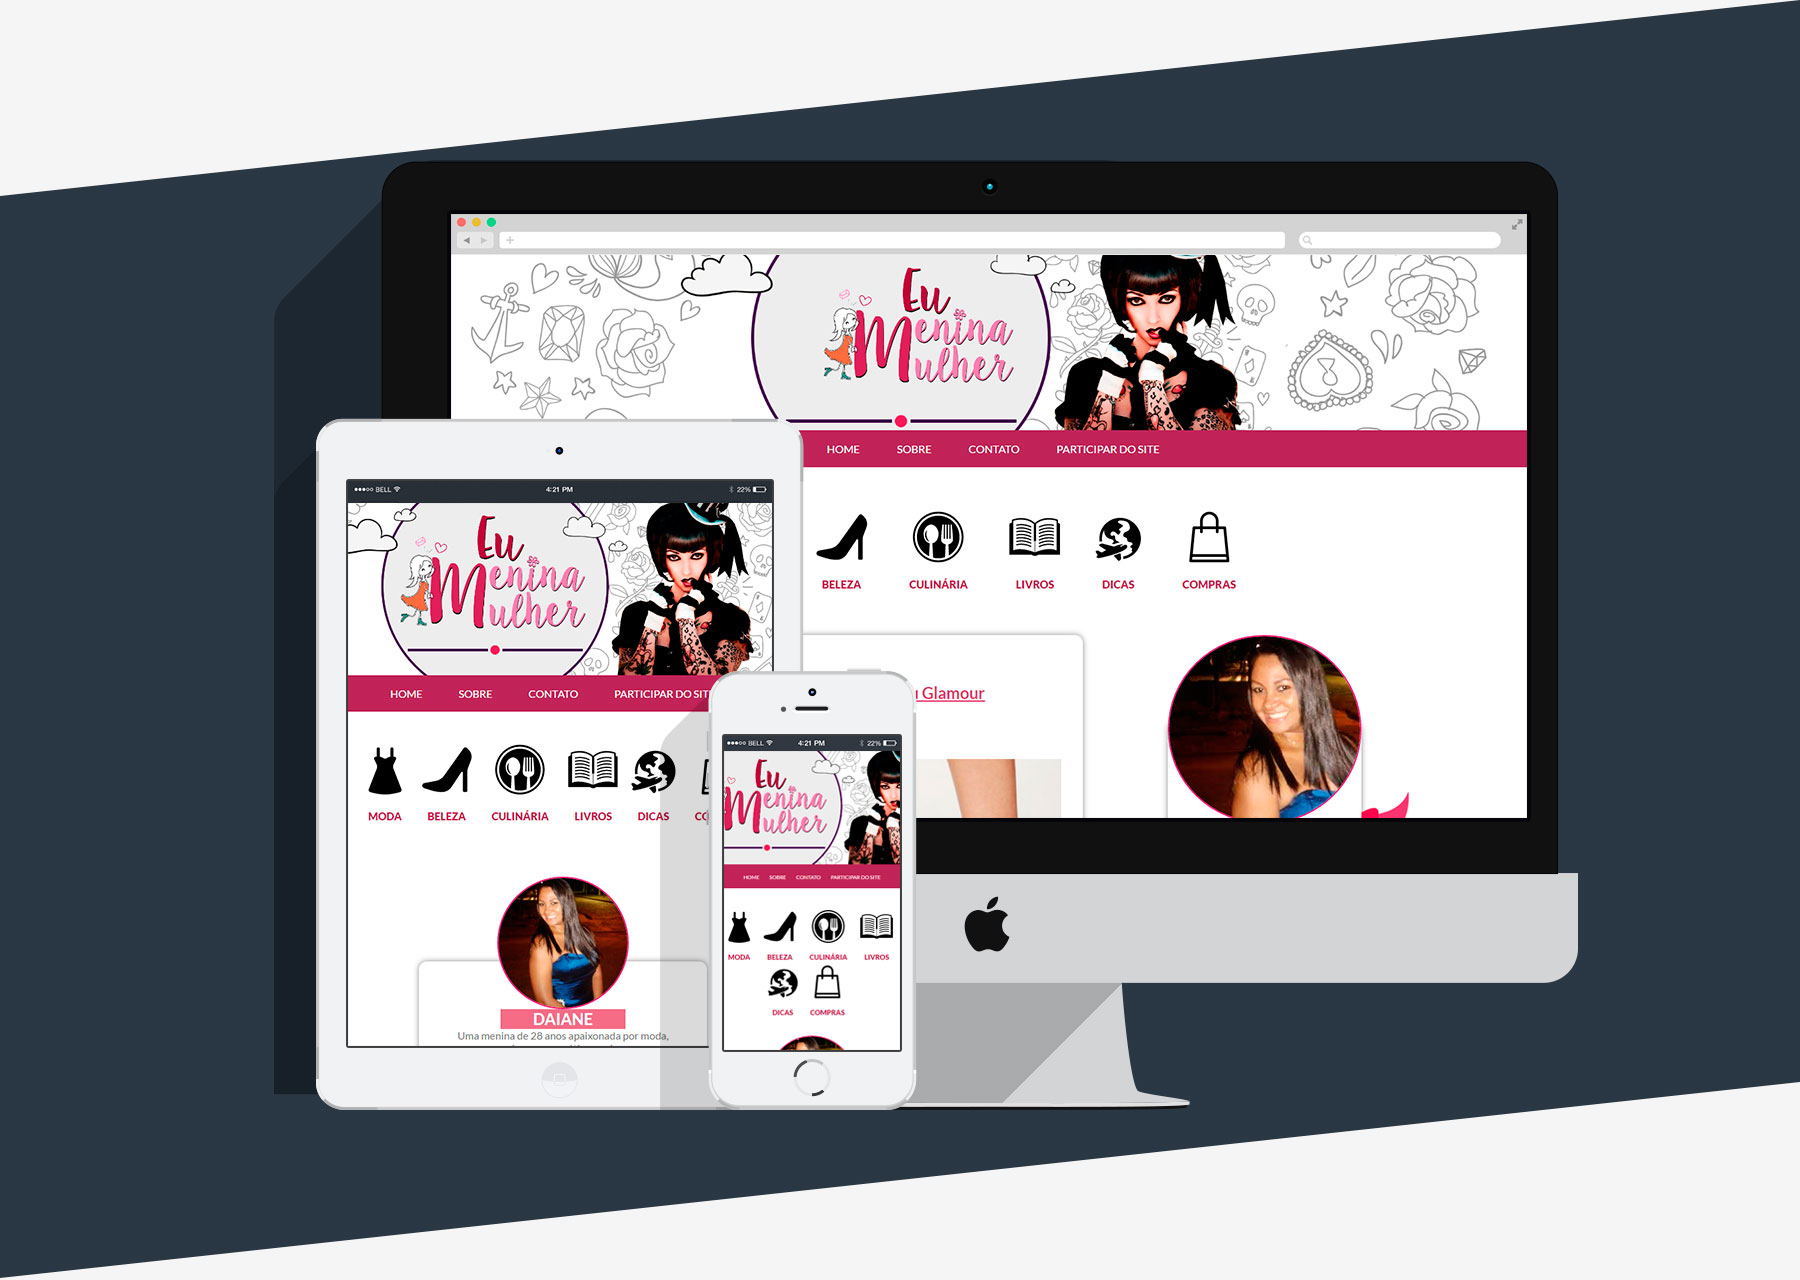 Eu
Menina
Mulher
HOME SOBRE CONTATO PARTICIPAR DO SITE
BELEZA CULINÁRIA LIVROS DICAS COMPRAS
Glamour
BELL 4:21 PM 22%
Eu
Menina
Mulher
HOME SOBRE CONTATO PARTICIPAR DO SIT
MODA BELEZA CULINÁRIA LIVROS DICAS CO
DAIANE
Uma menina de 28 anos apaixonada por moda,
BELL 4:21 PM 22%
Eu
Menina
Mulher
HOME SOBRE CONTATO PARTICIPAR DO SITE
MODA BELEZA CULINÁRIA LIVROS
DICAS COMPRAS